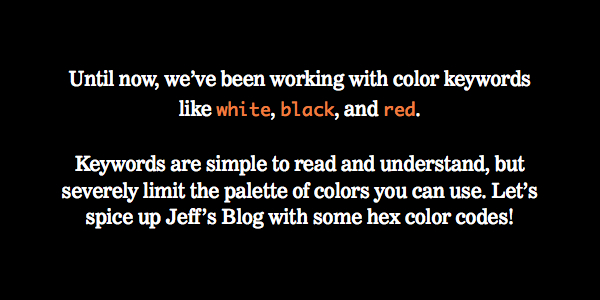 Until now, we’ve been working with color keywords
like white, black, and red.
Keywords are simple to read and understand, but
severely limit the palette of colors you can use. Let’s
spice up Jeff’s Blog with some hex color codes!